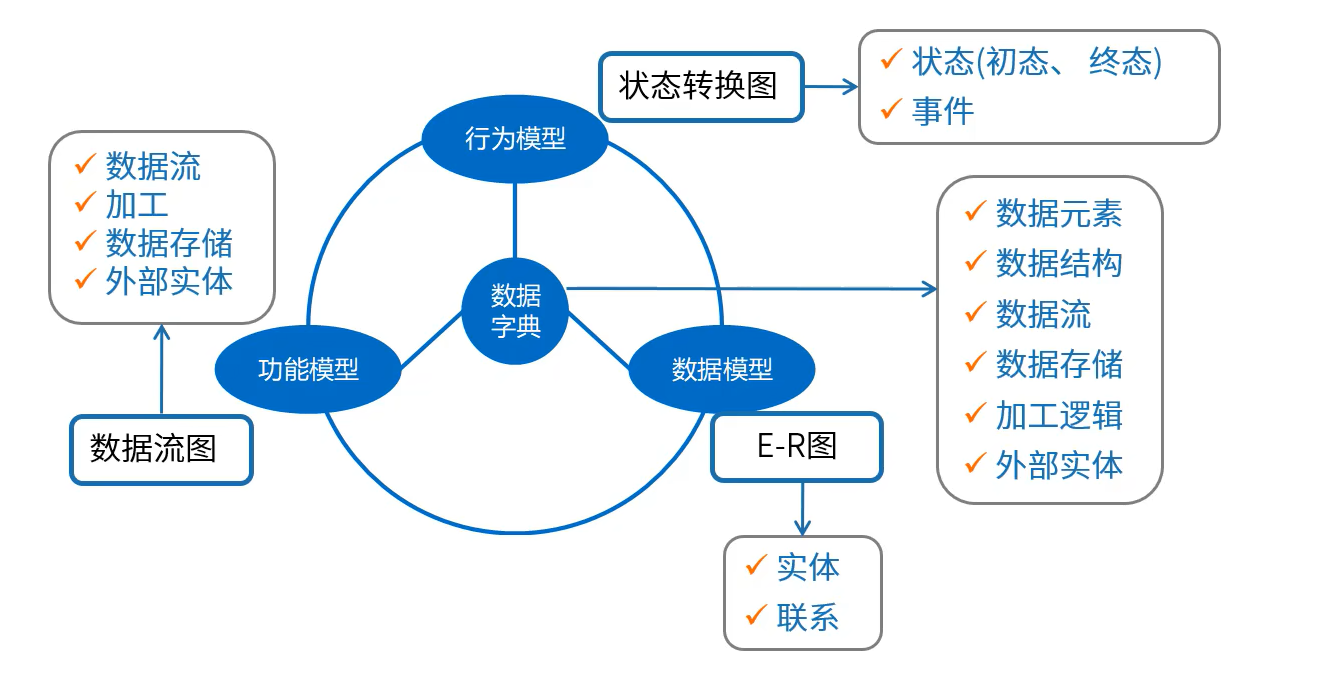 状态转换图
状态(初态、 终态)
事件
行为模型
数据流
加工
数据存储
外部实体
数据元素
数据结构
数据流
数据存储
加工逻辑
外部实体
数据
字典
功能模型
数据模型
数据流图
E-R图
实体
联系